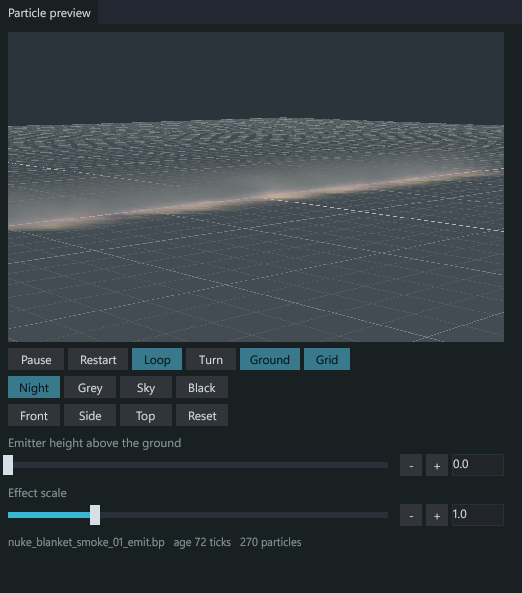 Particle preview
Pause Restart Loop Turn Ground Grid
Night Grey Sky Black
Front Side Top Reset
Emitter height above the ground
- + 0.0
Effect scale
- + 1.0
nuke_blanket_smoke_01_emit.bp age 72 ticks 270 particles